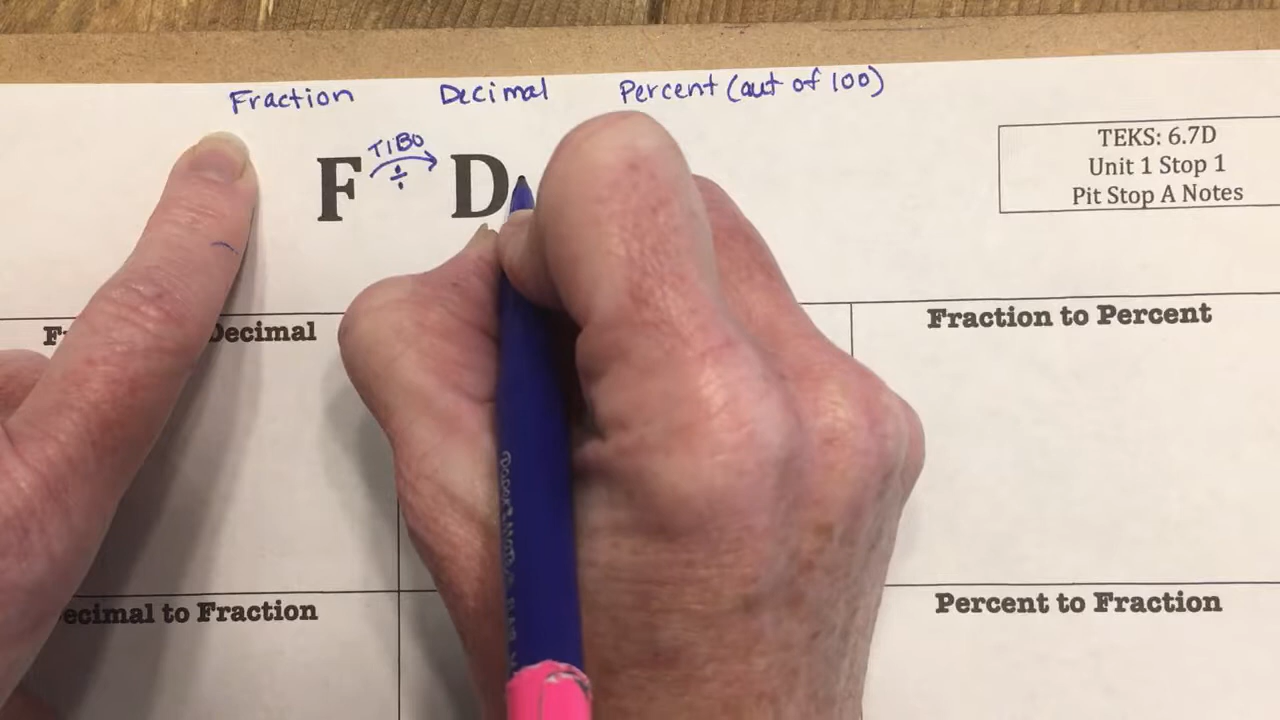 Fraction Decimal Percent (out of 100)
TIBO
F ÷ D
TEKS: 6.7D
Unit 1 Stop 1
Pit Stop A Notes
Decimal
Fraction to Percent
ecimal to Fraction
Percent to Fraction